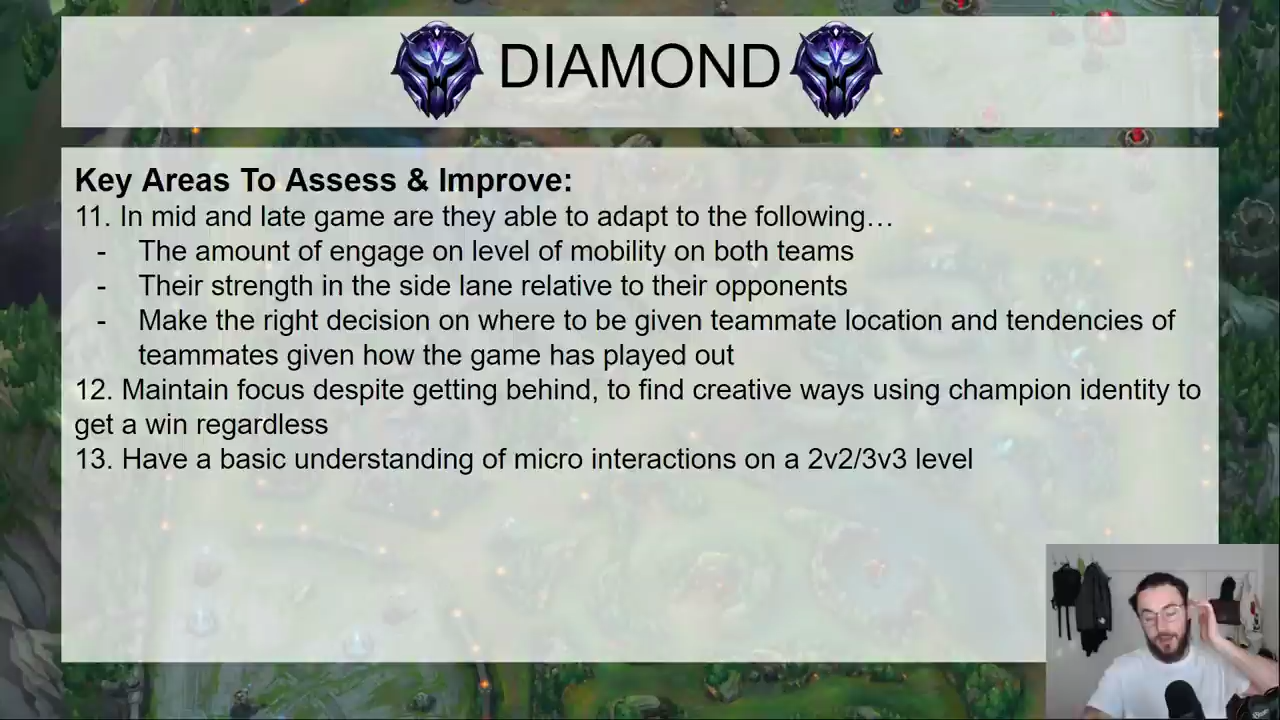 DIAMOND
Key Areas To Assess & Improve:
11. In mid and late game are they able to adapt to the following…
- The amount of engage on level of mobility on both teams
- Their strength in the side lane relative to their opponents
- Make the right decision on where to be given teammate location and tendencies of
teammates given how the game has played out
12. Maintain focus despite getting behind, to find creative ways using champion identity to
get a win regardless
13. Have a basic understanding of micro interactions on a 2v2/3v3 level